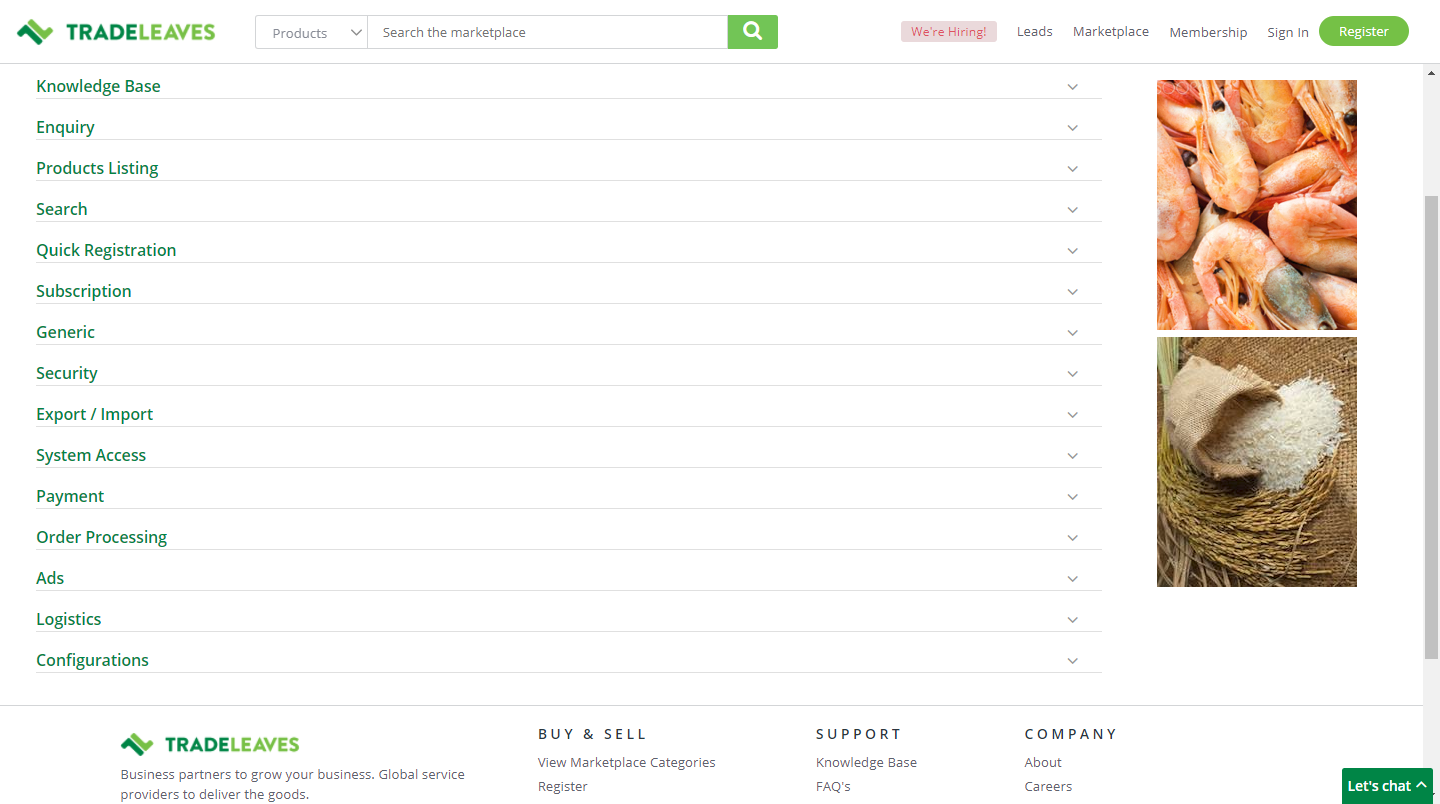 TRADELEAVES
Products
Search the marketplace
We're Hiring!
Leads
Marketplace
Membership
Sign In
Register
Knowledge Base
Enquiry
Products Listing
Search
Quick Registration
Subscription
Generic
Security
Export / Import
System Access
Payment
Order Processing
Ads
Logistics
Configurations
TRADELEAVES
Business partners to grow your business. Global service
providers to deliver the goods.
BUY & SELL
View Marketplace Categories
Register
SUPPORT
Knowledge Base
FAQ's
COMPANY
About
Careers
Let's chat